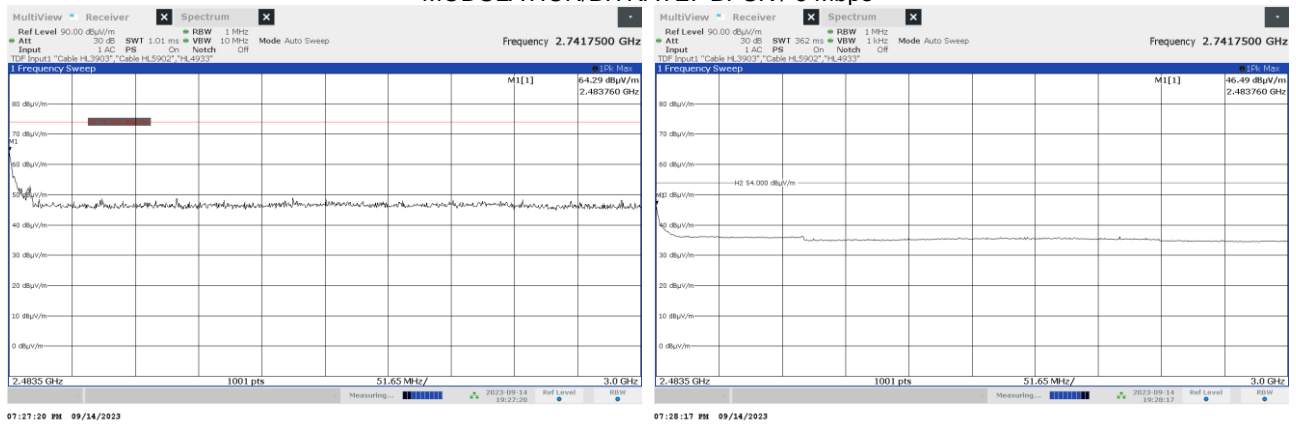 MultiView Receiver X Spectrum X
Ref Level 90.00 dBµV/m RBW 1 MHz
Att 30 dB SWT 1.01 ms VBW 10 MHz Mode Auto Sweep Frequency 2.7417500 GHz
Input 1 AC PS On Notch Off
TDF Input1 "Cable HL3903","Cable HL5902","HL4933"
1 Frequency Sweep 1Pk Max
M1[1] 64.29 dBµV/m
2.483760 GHz
80 dBµV/m
70 dBµV/m
M1
60 dBµV/m
50 dBµV/m
40 dBµV/m
30 dBµV/m
20 dBµV/m
10 dBµV/m
0 dBµV/m
2.4835 GHz 1001 pts 51.65 MHz/ 3.0 GHz
Measuring... 2023-09-14 Ref Level RBW
19:27:20
07:27:20 PM 09/14/2023
MultiView Receiver X Spectrum X
Ref Level 90.00 dBµV/m RBW 1 MHz
Att 30 dB SWT 362 ms VBW 1 kHz Mode Auto Sweep Frequency 2.7417500 GHz
Input 1 AC PS On Notch Off
TDF Input1 "Cable HL3903","Cable HL5902","HL4933"
1 Frequency Sweep 1Pk Max
M1[1] 46.49 dBµV/m
2.483760 GHz
80 dBµV/m
70 dBµV/m
60 dBµV/m
H2 54.000 dBµV/m
dBµV/m
40 dBµV/m
30 dBµV/m
20 dBµV/m
10 dBµV/m
0 dBµV/m
2.4835 GHz 1001 pts 51.65 MHz/ 3.0 GHz
Measuring... 2023-09-14 Ref Level RBW
19:28:17
07:28:17 PM 09/14/2023